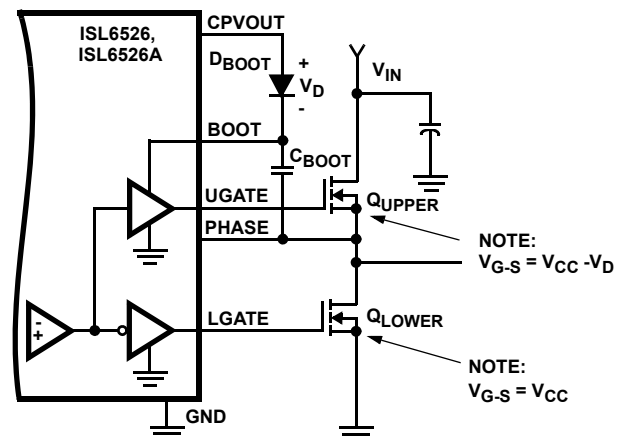 ISL6526,
ISL6526A
CPVOUT
DBOOT
+
VD
-
VIN
BOOT
CBOOT
UGATE
QUPPER
PHASE
NOTE:
VG-S = VCC -VD
-
+
LGATE
QLOWER
NOTE:
VG-S = VCC
GND